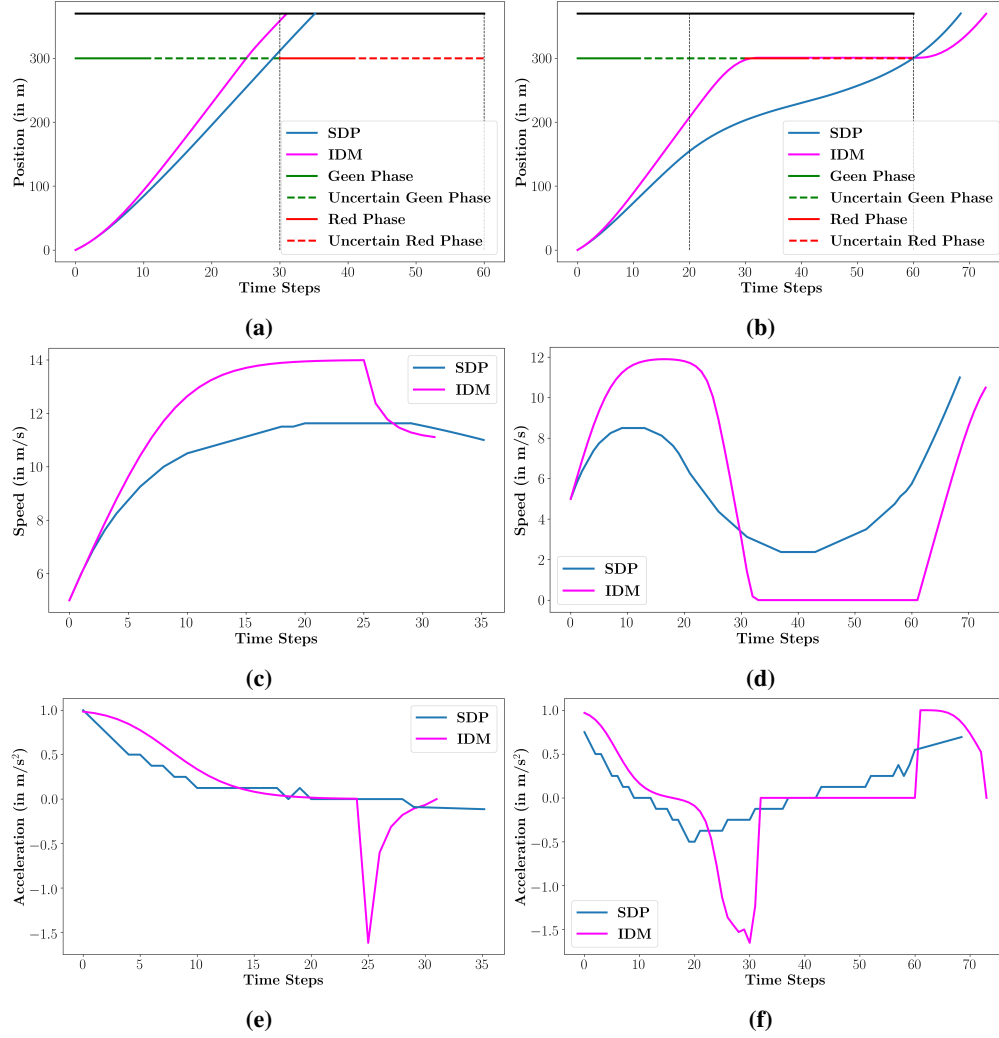 300
200
100
0
Position (in m)
SDP
IDM
Geen Phase
Uncertain Geen Phase
Red Phase
Uncertain Red Phase
0 10 20 30 40 50 60
Time Steps
(a)
300
200
100
0
Position (in m)
SDP
IDM
Geen Phase
Uncertain Geen Phase
Red Phase
Uncertain Red Phase
0 10 20 30 40 50 60 70
Time Steps
(b)
14
12
10
8
6
Speed (in m/s)
SDP
IDM
0 5 10 15 20 25 30 35
Time Steps
(c)
12
10
8
6
4
2
0
Speed (in m/s)
SDP
IDM
0 10 20 30 40 50 60 70
Time Steps
(d)
1.0
0.5
0.0
−0.5
−1.0
−1.5
Acceleration (in m/s²)
SDP
IDM
0 5 10 15 20 25 30 35
Time Steps
(e)
1.0
0.5
0.0
−0.5
−1.0
−1.5
Acceleration (in m/s²)
SDP
IDM
0 10 20 30 40 50 60 70
Time Steps
(f)